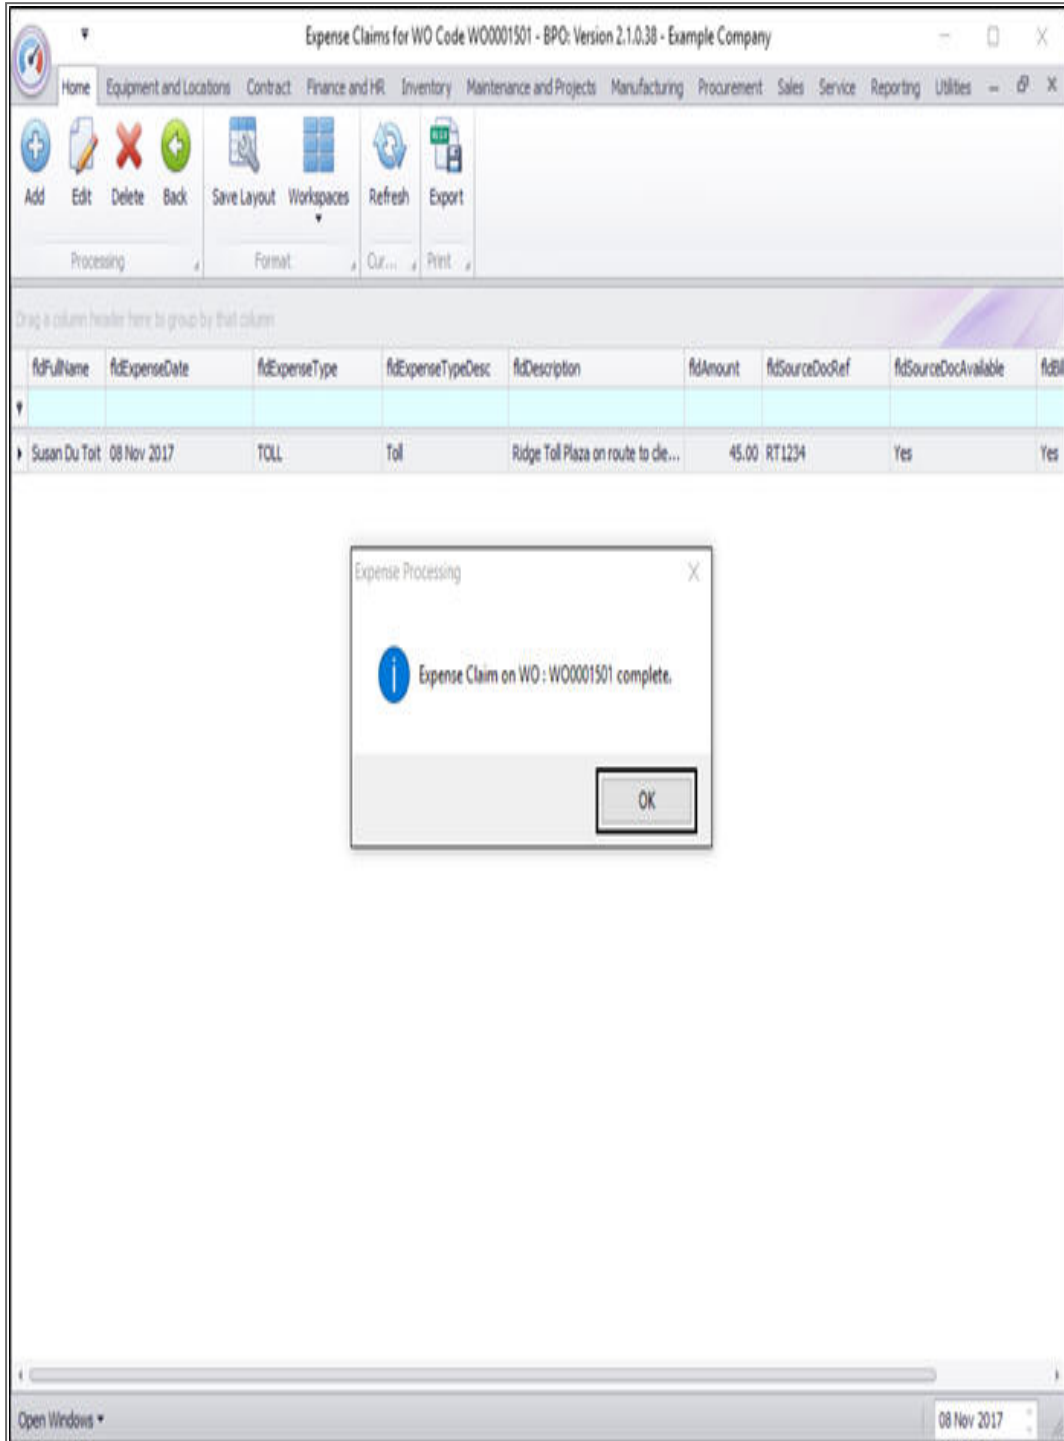 Expense Claims for WO Code WO0001501 - BPO: Version 2.1.0.38 - Example Company
Home Equipment and Locations Contract Finance and HR Inventory Maintenance and Projects Manufacturing Procurement Sales Service Reporting Utilities
Add Edit Delete Back Save Layout Workspaces Refresh Export
Processing Format Cur... Print
Drag a column header here to group by that column
fldFullName fldExpenseDate fldExpenseType fldExpenseTypeDesc fldDescription fldAmount fldSourceDocRef fldSourceDocAvailable fldBil
Susan Du Toit 08 Nov 2017 TOLL Toll Ridge Toll Plaza on route to clie... 45.00 RT1234 Yes Yes
Expense Processing
Expense Claim on WO : WO0001501 complete.
OK
Open Windows 08 Nov 2017